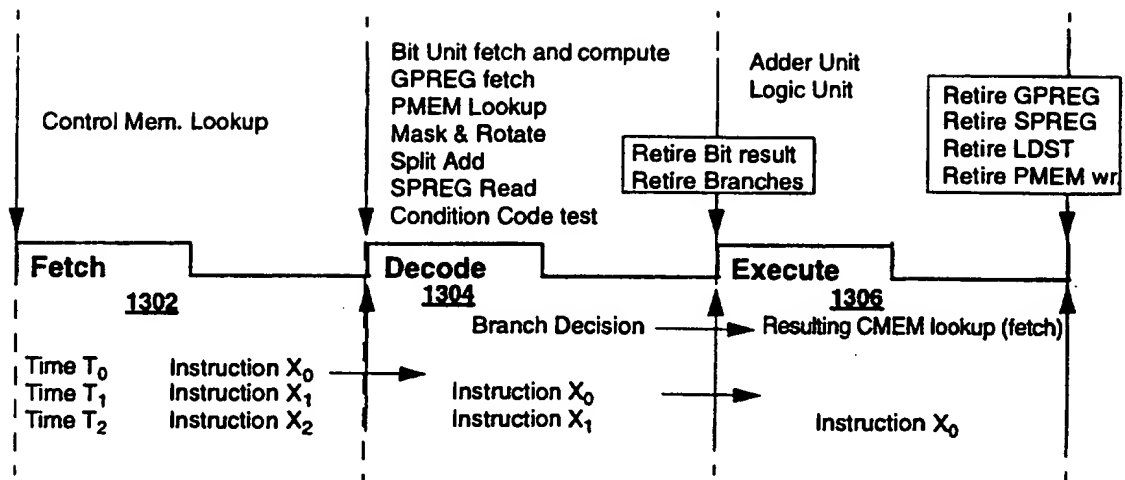 Control Mem. Lookup
Bit Unit fetch and compute
GPREG fetch
PMEM Lookup
Mask & Rotate
Split Add
SPREG Read
Condition Code test
Retire Bit result
Retire Branches
Adder Unit
Logic Unit
Retire GPREG
Retire SPREG
Retire LDST
Retire PMEM wr.
Fetch
1302
Decode
1304
Execute
1306
Branch Decision
Resulting CMEM lookup (fetch)
Time T₀ Instruction X₀
Time T₁ Instruction X₁ Instruction X₀
Time T₂ Instruction X₂ Instruction X₁ Instruction X₀